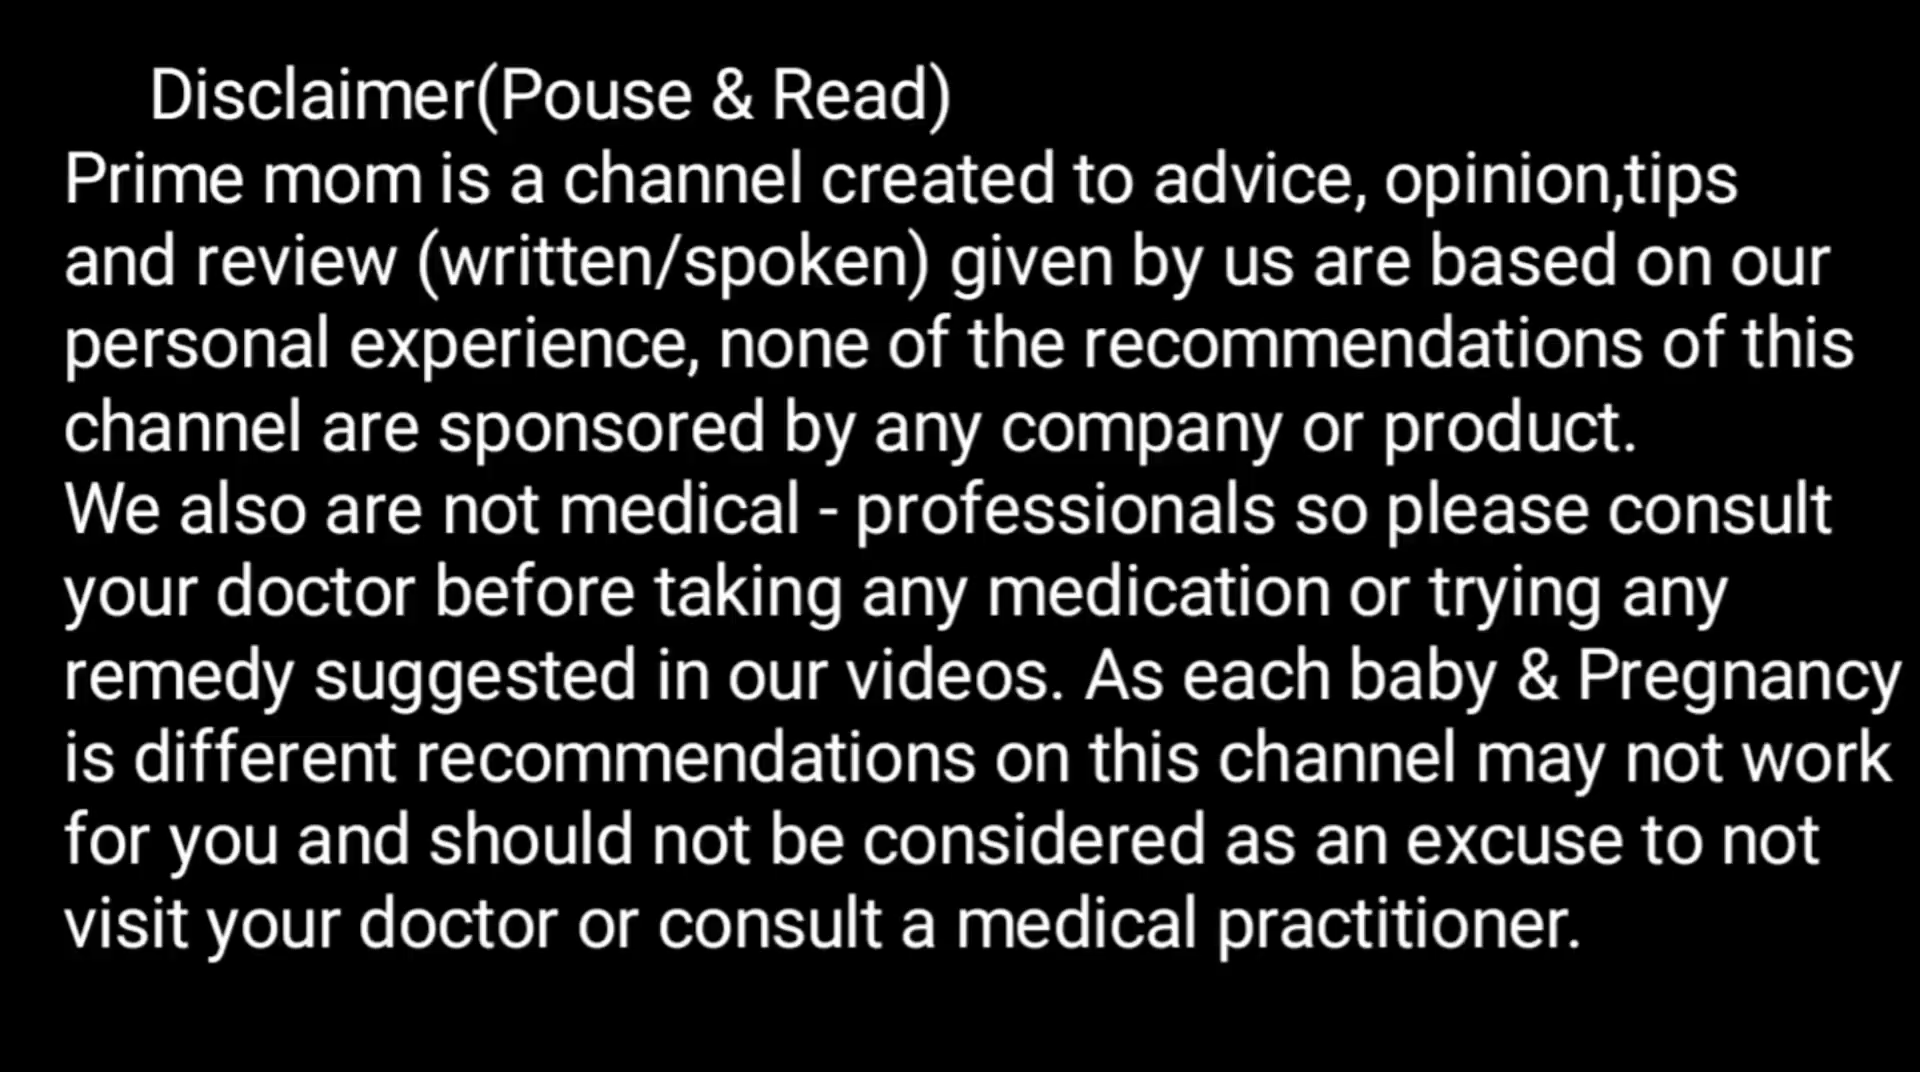 Disclaimer(Pouse & Read)
Prime mom is a channel created to advice, opinion,tips
and review (written/spoken) given by us are based on our
personal experience, none of the recommendations of this
channel are sponsored by any company or product.
We also are not medical - professionals so please consult
your doctor before taking any medication or trying any
remedy suggested in our videos. As each baby & Pregnancy
is different recommendations on this channel may not work
for you and should not be considered as an excuse to not
visit your doctor or consult a medical practitioner.